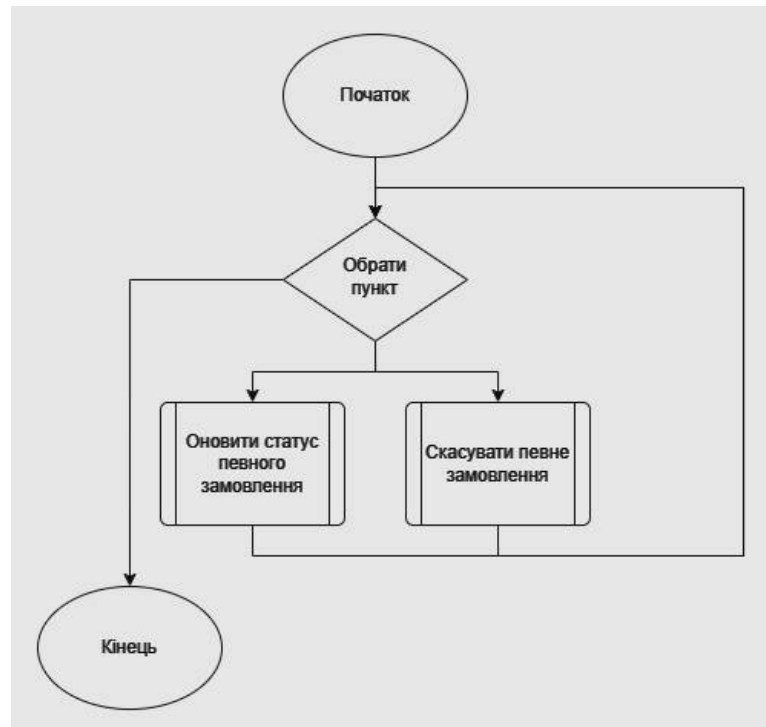 Початок
Обрати
пункт
Оновити статус
певного
замовлення
Скасувати певне
замовлення
Кінець